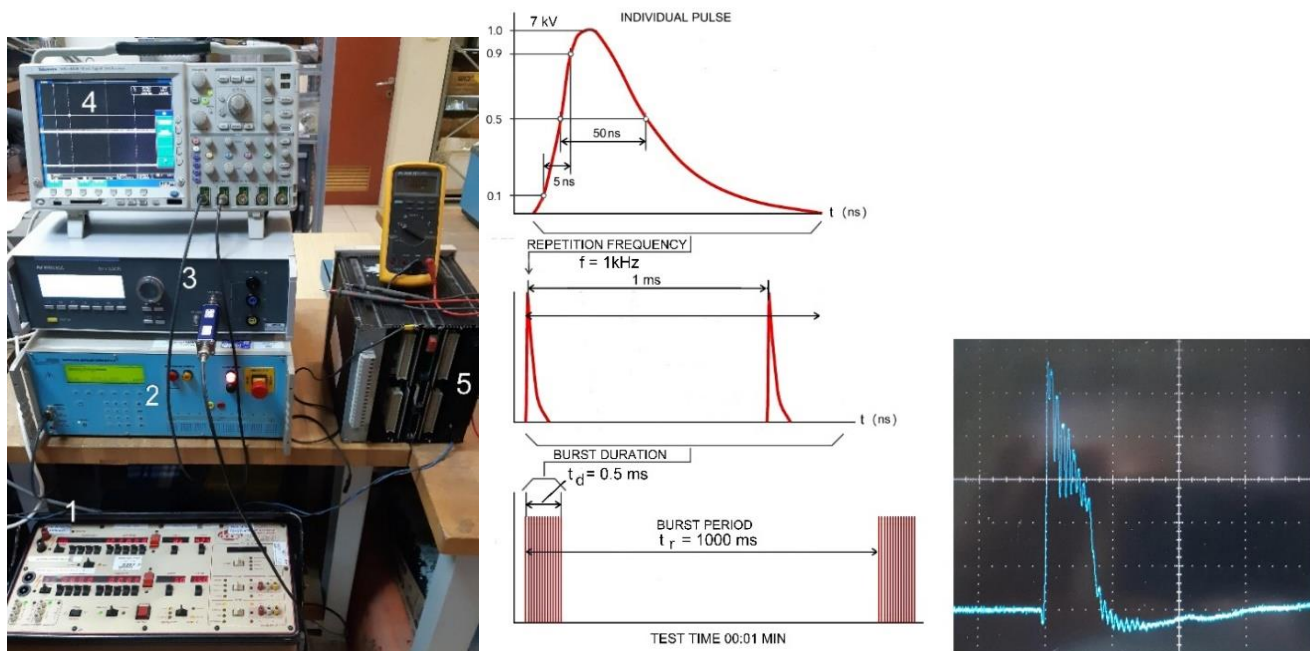 4
3
2
5
1
INDIVIDUAL PULSE
7 kV
1.0
0.9
0.5
50ns
5 ns
0.1
t (ns)
REPETITION FREQUENCY
f = 1kHz
1 ms
t (ns)
BURST DURATION
t d = 0.5 ms
BURST PERIOD
t r = 1000 ms
TEST TIME 00:01 MIN